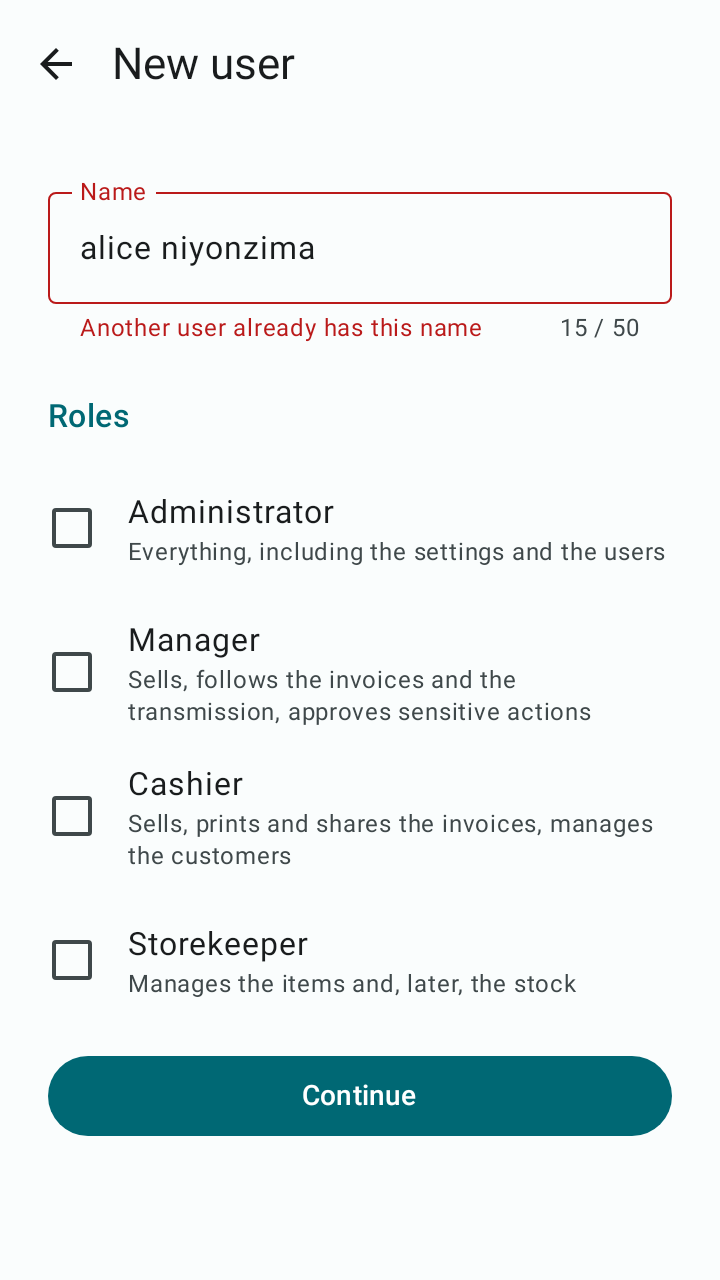 New user
Name
alice niyonzima
Another user already has this name
15 / 50
Roles
Administrator
Everything, including the settings and the users
Manager
Sells, follows the invoices and the
transmission, approves sensitive actions
Cashier
Sells, prints and shares the invoices, manages
the customers
Storekeeper
Manages the items and, later, the stock
Continue